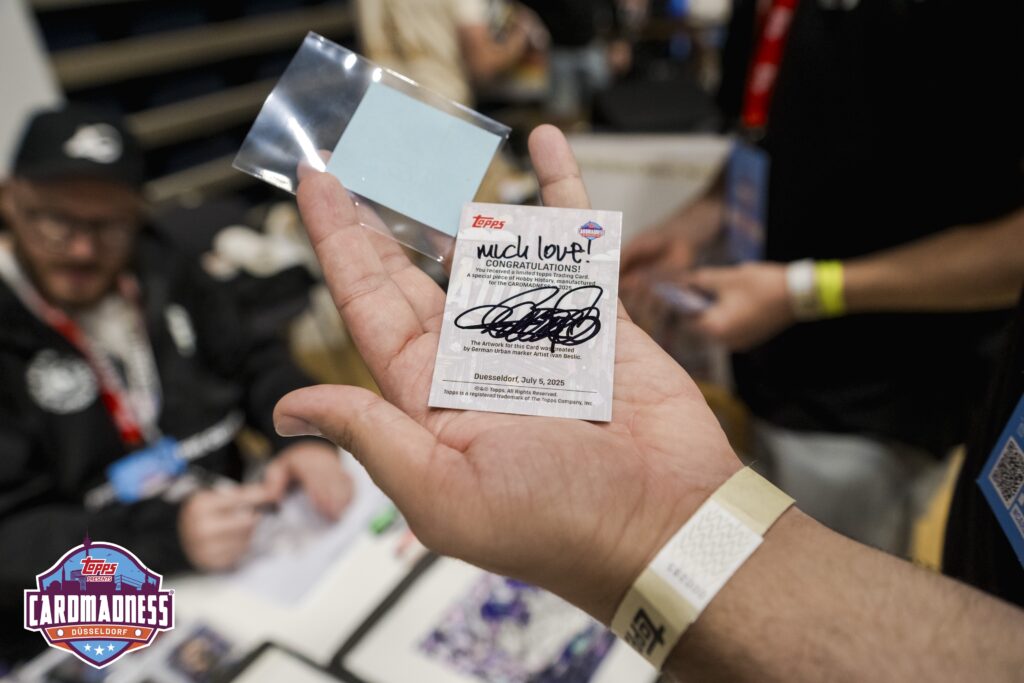 topps
much love!
CONGRATULATIONS!
You received a limited topps Trading Card.
A special piece of Hobby History, manufactured
for the CARDMADNESS 2025
The Artwork for this Card was created
by German Urban marker Artist Ivan Beslic.
Duesseldorf, July 5, 2025
®&© Topps. All Rights Reserved.
Topps is a registered trademark of The Topps Company, Inc.
topps
PRESENTS
CARDMADNESS
DÜSSELDORF